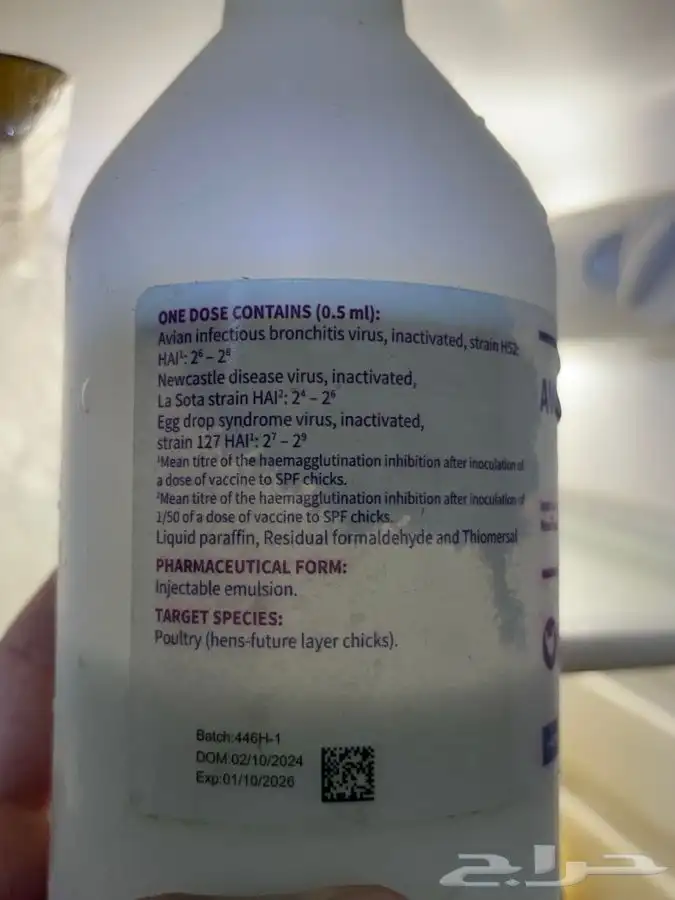 ONE DOSE CONTAINS (0.5 ml):
Avian infectious bronchitis virus, inactivated, strain H52:
HAI¹: 2⁶ – 2⁸
Newcastle disease virus, inactivated,
La Sota strain HAI²: 2⁴ – 2⁶
Egg drop syndrome virus, inactivated,
strain 127 HAI¹: 2⁷ – 2⁹
¹Mean titre of the haemagglutination inhibition after inoculation of
a dose of vaccine to SPF chicks.
²Mean titre of the haemagglutination inhibition after inoculation of
1/50 of a dose of vaccine to SPF chicks.
Liquid paraffin, Residual formaldehyde and Thiomersal
PHARMACEUTICAL FORM:
Injectable emulsion.
TARGET SPECIES:
Poultry (hens-future layer chicks).
Batch:446H-1
DOM:02/10/2024
Exp:01/10/2026
حراج